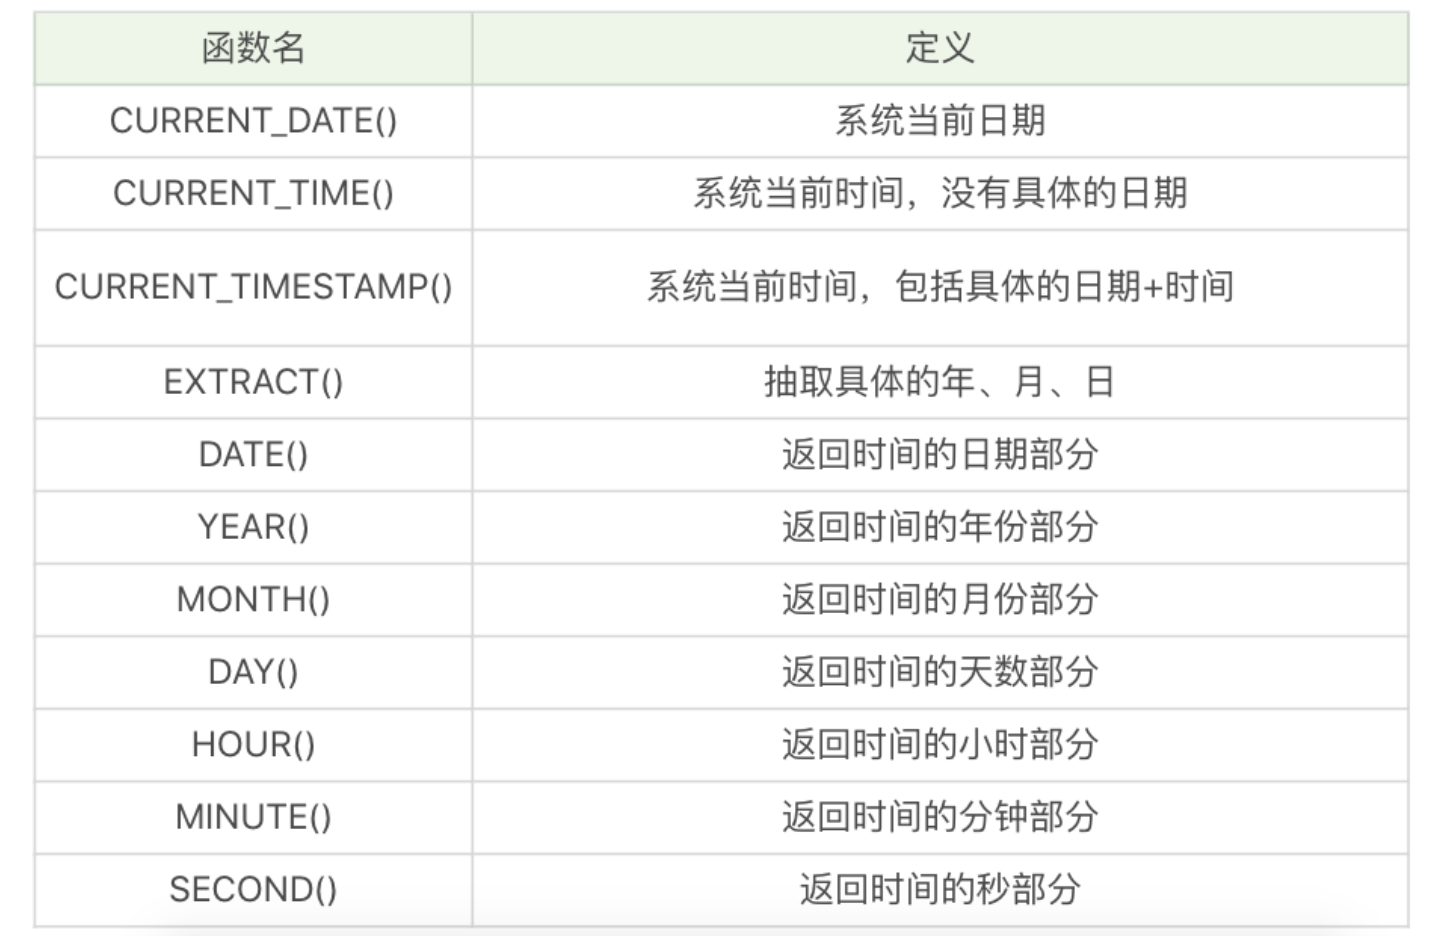 函数名 定义
CURRENT_DATE() 系统当前日期
CURRENT_TIME() 系统当前时间，没有具体的日期
CURRENT_TIMESTAMP() 系统当前时间，包括具体的日期+时间
EXTRACT() 抽取具体的年、月、日
DATE() 返回时间的日期部分
YEAR() 返回时间的年份部分
MONTH() 返回时间的月份部分
DAY() 返回时间的天数部分
HOUR() 返回时间的小时部分
MINUTE() 返回时间的分钟部分
SECOND() 返回时间的秒部分